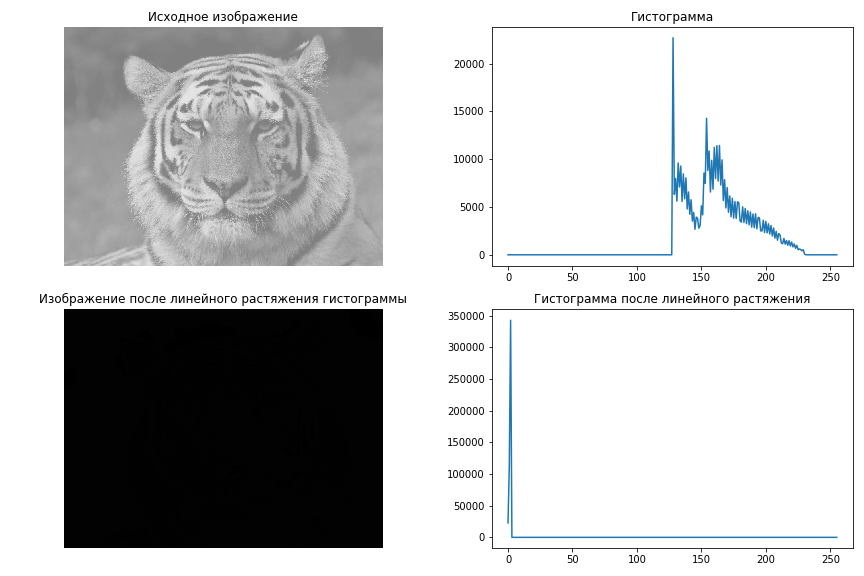 Исходное изображение
Гистограмма
20000
15000
10000
5000
0
0 50 100 150 200 250
Изображение после линейного растяжения гистограммы
Гистограмма после линейного растяжения
350000
300000
250000
200000
150000
100000
50000
0
0 50 100 150 200 250